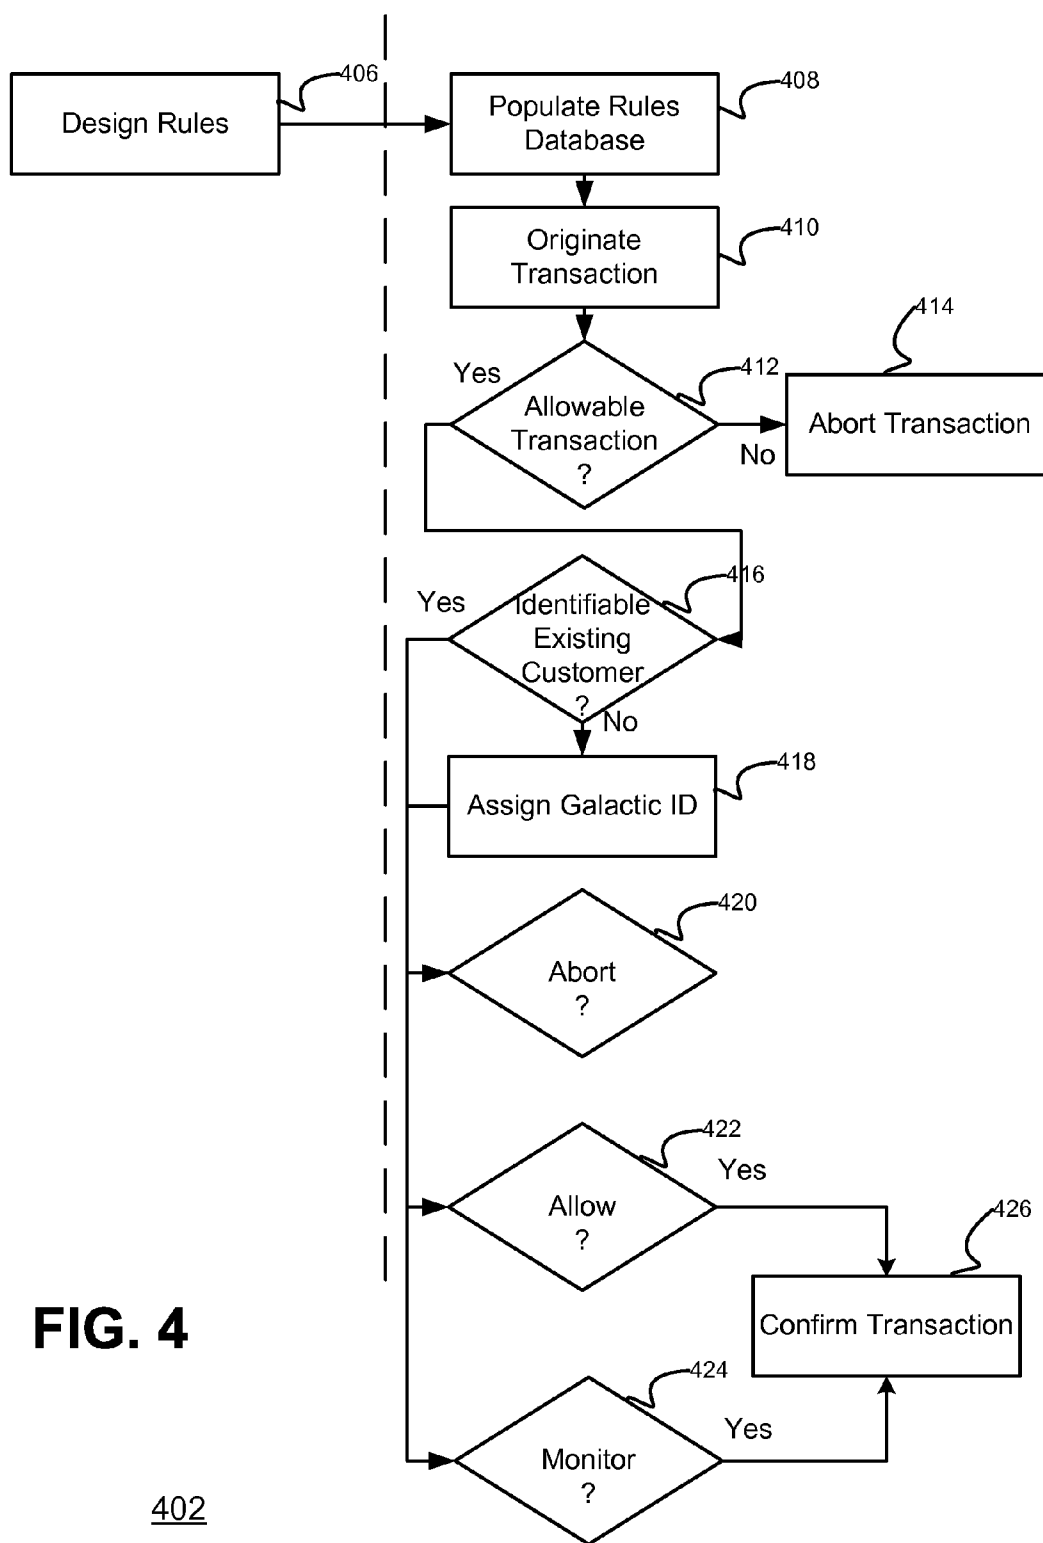 406
Design Rules
408
Populate Rules
Database
410
Originate
Transaction
414
412
Yes
Allowable
Transaction
?
No
Abort Transaction
416
Yes
Identifiable
Existing
Customer
?
No
418
Assign Galactic ID
420
Abort
?
422
Yes
Allow
?
426
Confirm Transaction
FIG. 4
424
Yes
Monitor
?
402